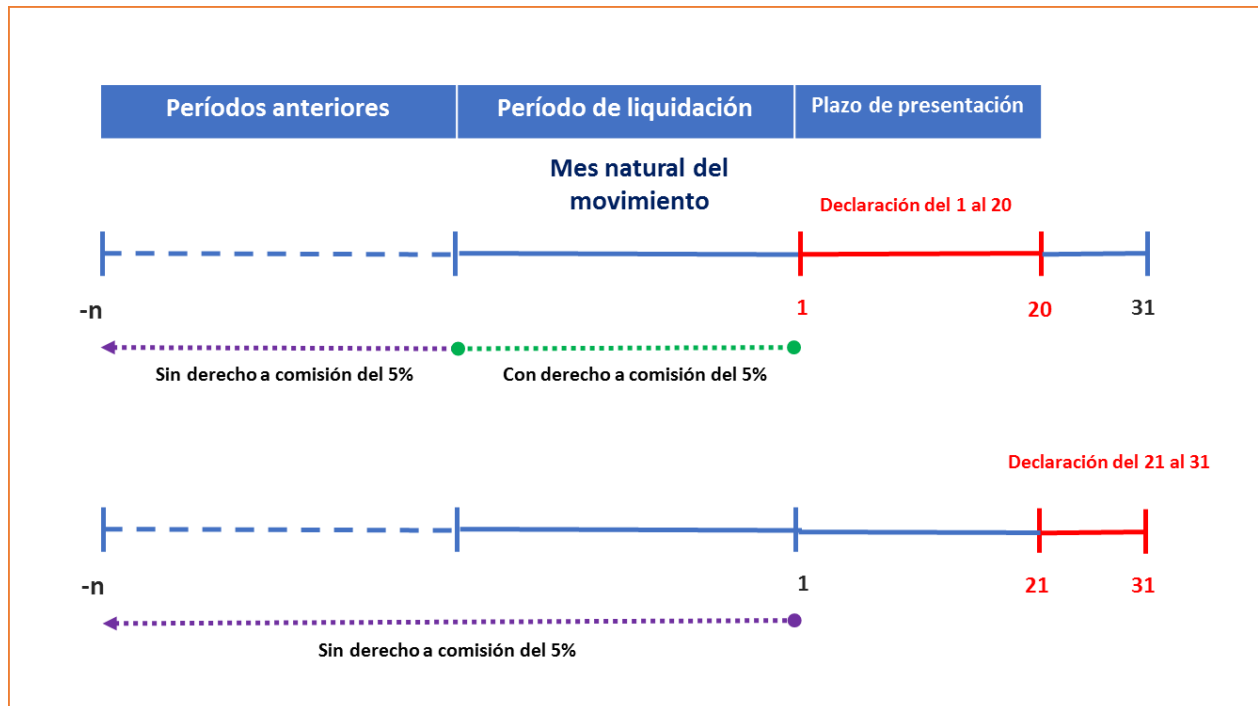 Períodos anteriores
Período de liquidación
Plazo de presentación
Mes natural del
movimiento
Declaración del 1 al 20
-n
1
20
31
Sin derecho a comisión del 5%
Con derecho a comisión del 5%
Declaración del 21 al 31
-n
1
21
31
Sin derecho a comisión del 5%